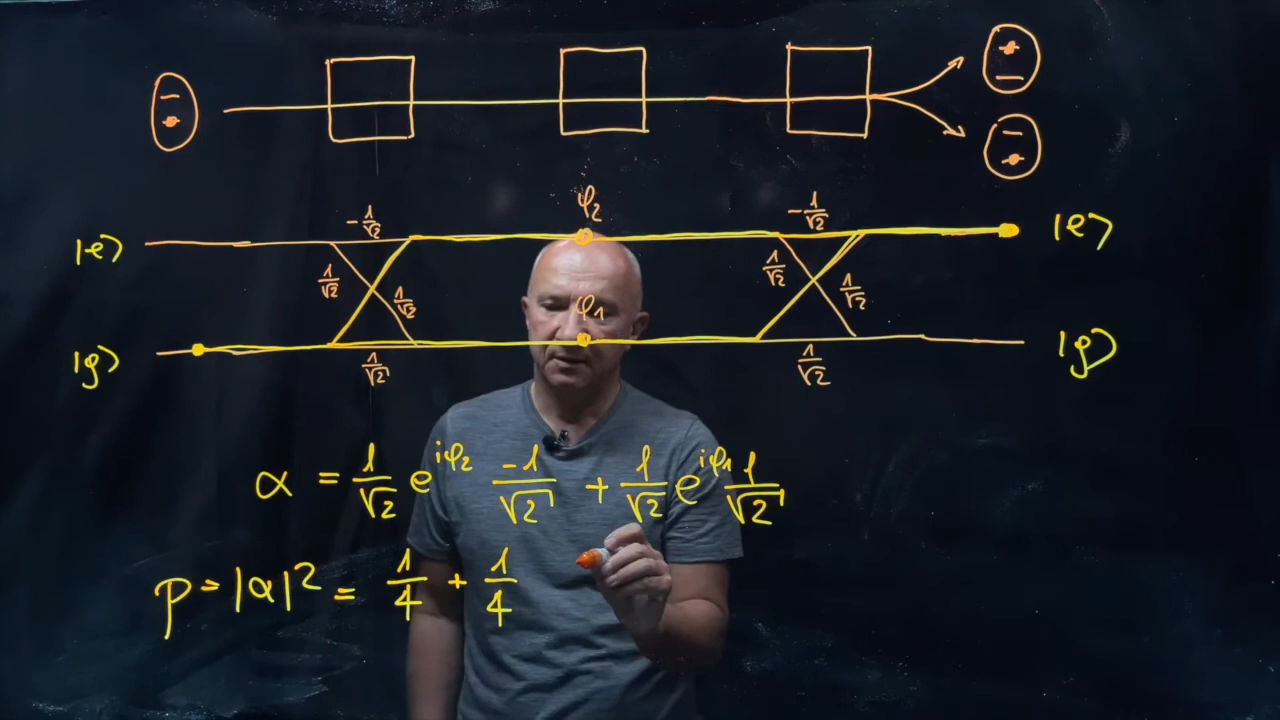 φ₂
-1/√2 -1/√2
|e⟩ |e⟩
1/√2 1/√2 1/√2 1/√2
φ₁
|g⟩ 1/√2 1/√2 |g⟩
α = 1/√2 e^{iφ₂} -1/√2 + 1/√2 e^{iφ₁} 1/√2
p = |α|² = 1/4 + 1/4